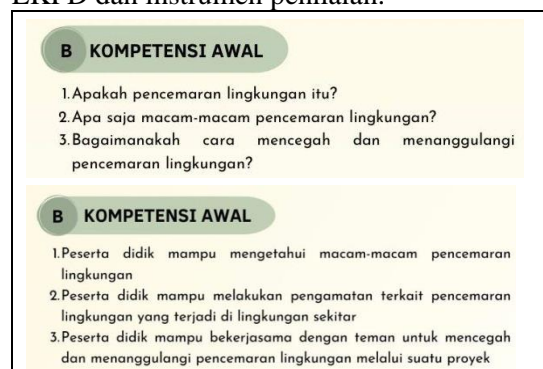 LKPD dan instrumen penilaian.
B KOMPETENSI AWAL
1.Apakah pencemaran lingkungan itu?
2.Apa saja macam-macam pencemaran lingkungan?
3.Bagaimanakah cara mencegah dan menanggulangi
pencemaran lingkungan?
B KOMPETENSI AWAL
1.Peserta didik mampu mengetahui macam-macam pencemaran
lingkungan
2.Peserta didik mampu melakukan pengamatan terkait pencemaran
lingkungan yang terjadi di lingkungan sekitar
3.Peserta didik mampu bekerjasama dengan teman untuk mencegah
dan menanggulangi pencemaran lingkungan melalui suatu proyek